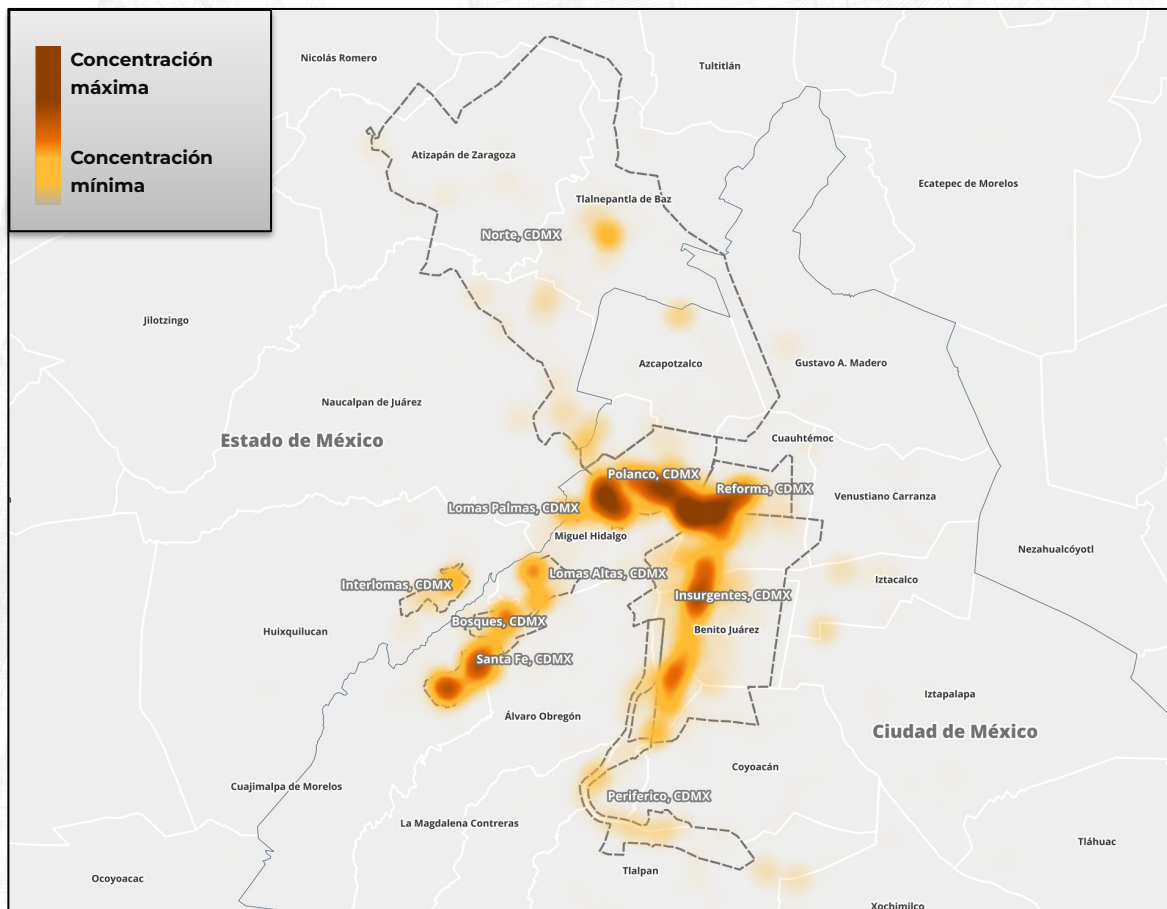 Concentración
máxima
Concentración
mínima
Nicolás Romero
Tultitlán
Atizapán de Zaragoza
Ecatepec de Morelos
Tlalnepantla de Baz
Norte, CDMX
Jilotzingo
Azcapotzalco
Gustavo A. Madero
Naucalpan de Juárez
Estado de México
Cuauhtémoc
Polanco, CDMX
Reforma, CDMX
Venustiano Carranza
Lomas Palmas, CDMX
Miguel Hidalgo
Nezahualcóyotl
Lomas Altas, CDMX
Iztacalco
Interlomas, CDMX
Insurgentes, CDMX
Bosques, CDMX
Huixquilucan
Benito Juárez
Santa Fe, CDMX
Iztapalapa
Álvaro Obregón
Ciudad de México
Coyoacán
Cuajimalpa de Morelos
Periferico, CDMX
La Magdalena Contreras
Tláhuac
Tlalpan
Ocoyoacac
Xochimilco